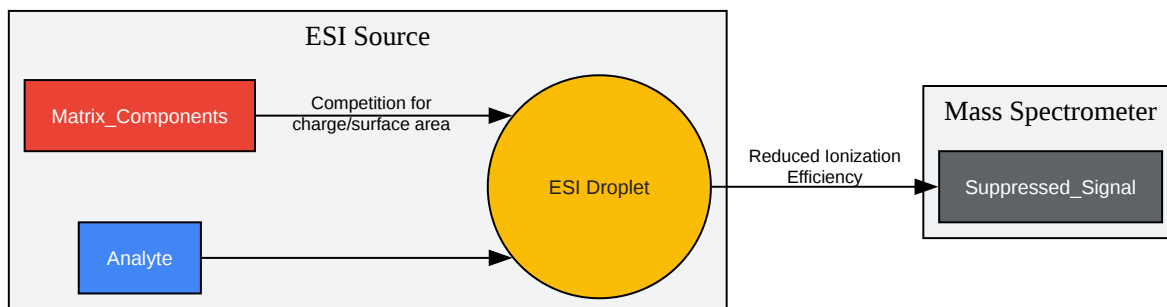 ESI Source
Matrix_Components
Competition for
charge/surface area
Analyte
ESI Droplet
Reduced Ionization
Efficiency
Mass Spectrometer
Suppressed_Signal